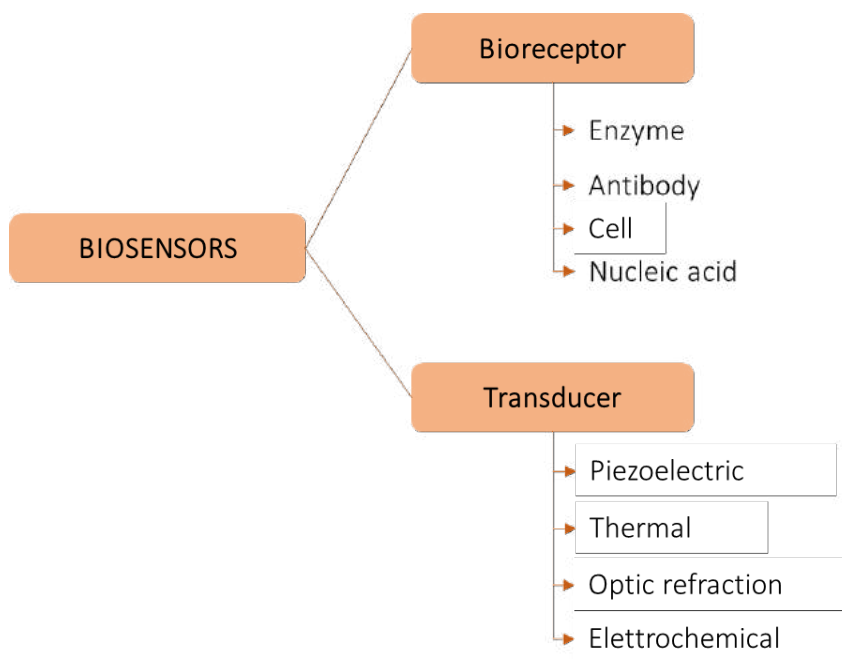 Bioreceptor
Enzyme
Antibody
Cell
Nucleic acid
BIOSENSORS
Transducer
Piezoelectric
Thermal
Optic refraction
Elettrochemical